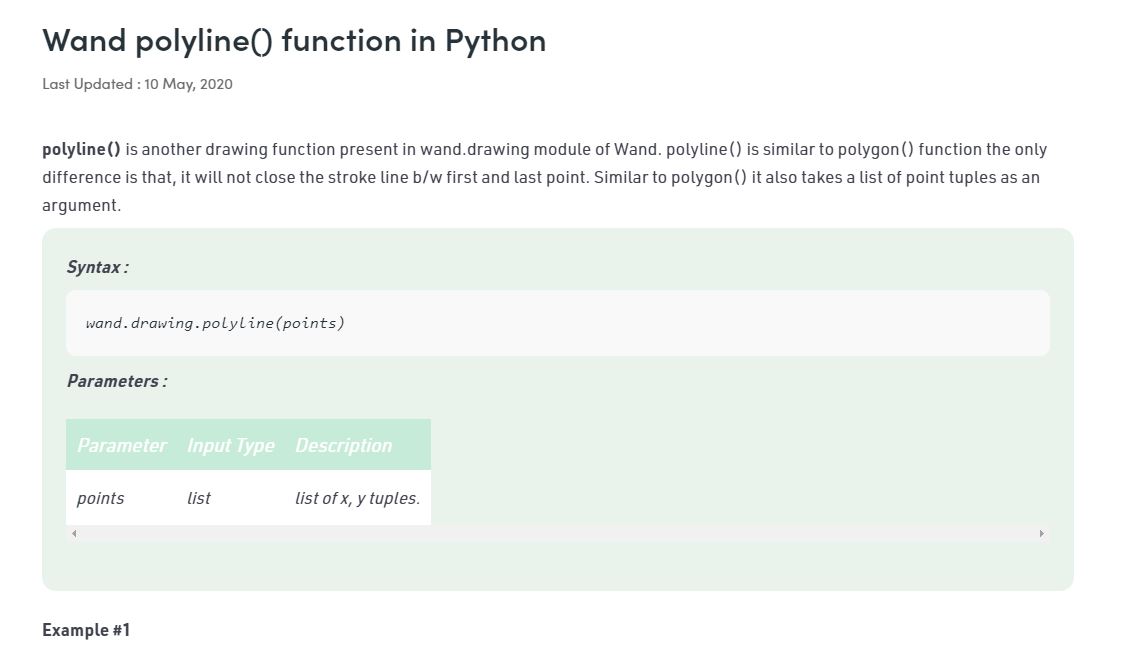 Wand polyline() function in Python
Last Updated : 10 May, 2020
polyline() is another drawing function present in wand.drawing module of Wand. polyline() is similar to polygon() function the only
difference is that, it will not close the stroke line b/w first and last point. Similar to polygon() it also takes a list of point tuples as an
argument.
Syntax :
wand.drawing.polyline(points)
Parameters :
Parameter Input Type Description
points list list of x, y tuples.
Example #1